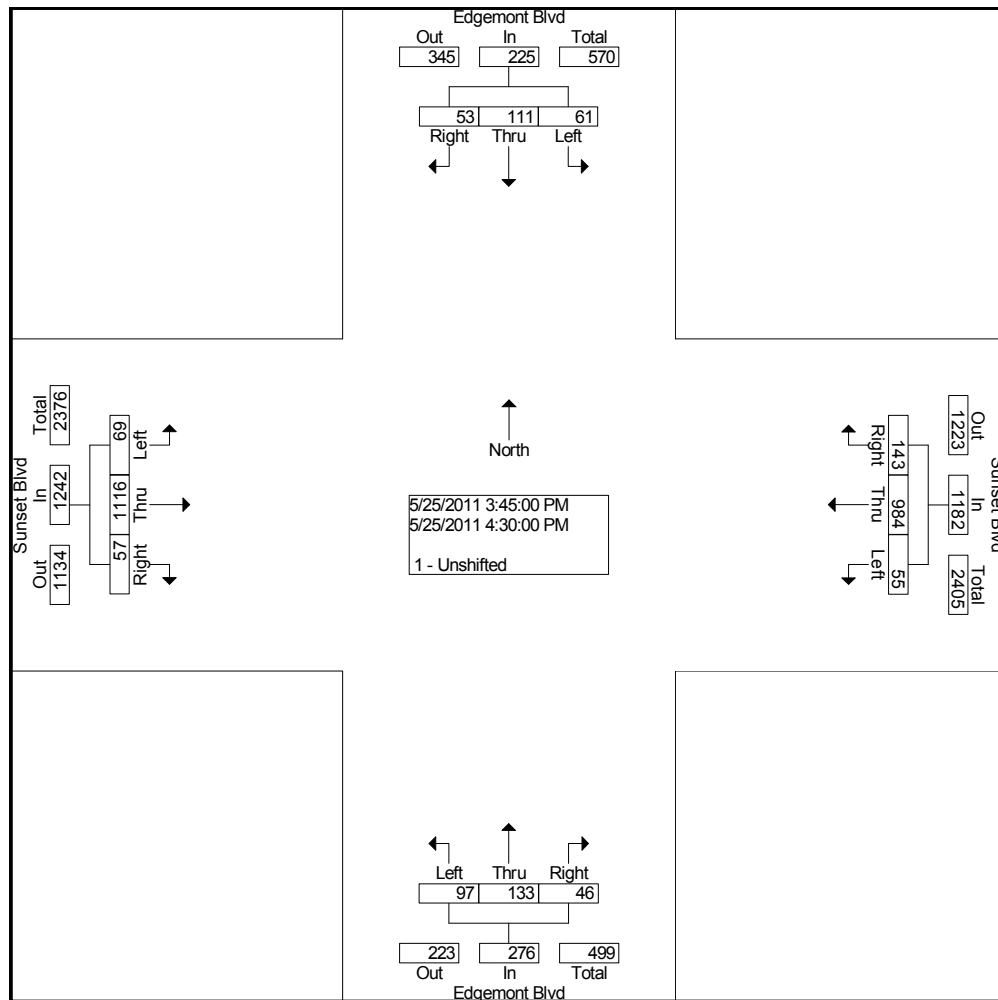 Edgemont Blvd
Out In Total
345 225 570
53 111 61
Right Thru Left
Sunset Blvd
Total In Out
2376 1242 1134
69 1116 57
Left Thru Right
North
5/25/2011 3:45:00 PM
5/25/2011 4:30:00 PM
1 - Unshifted
Right Thru Left
143 984 55
1223 1182 2405
Out In Total
Sunset Blvd
Left Thru Right
97 133 46
223 276 499
Out In Total
Edgemont Blvd